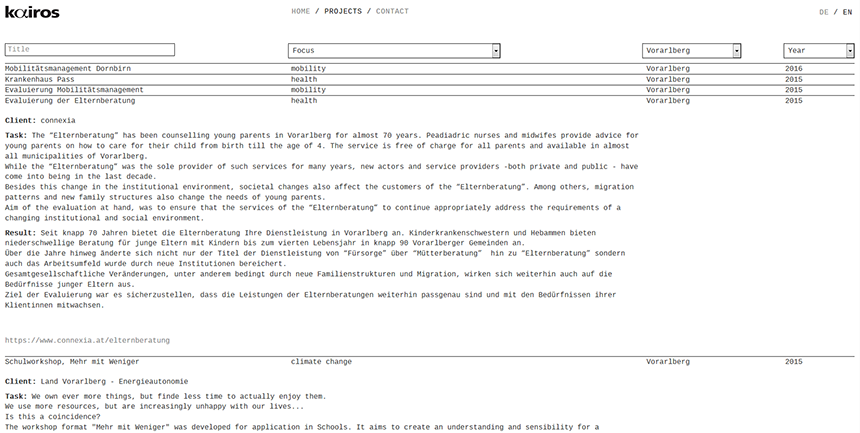 kairos
HOME / PROJECTS / CONTACT
DE / EN
Title
Focus
Vorarlberg
Year
Mobilitätsmanagement Dornbirn mobility Vorarlberg 2016
Krankenhaus Pass health Vorarlberg 2015
Evaluierung Mobilitätsmanagement mobility Vorarlberg 2015
Evaluierung der Elternberatung health Vorarlberg 2015
Client: connexia
Task: The “Elternberatung” has been counselling young parents in Vorarlberg for almost 70 years. Peadiadric nurses and midwifes provide advice for
young parents on how to care for their child from birth till the age of 4. The service is free of charge for all parents and available in almost
all municipalities of Vorarlberg.
While the “Elternberatung” was the sole provider of such services for many years, new actors and service providers -both private and public - have
come into being in the last decade.
Besides this change in the institutional environment, societal changes also affect the customers of the “Elternberatung”. Among others, migration
patterns and new family structures also change the needs of young parents.
Aim of the evaluation at hand, was to ensure that the services of the “Elternberatung” to continue appropriately address the requirements of a
changing institutional and social environment.
Result: Seit knapp 70 Jahren bietet die Elternberatung Ihre Dienstleistung in Vorarlberg an. Kinderkrankenschwestern und Hebammen bieten
niederschwellige Beratung für junge Eltern mit Kindern bis zum vierten Lebensjahr in knapp 90 Vorarlberger Gemeinden an.
Über die Jahre hinweg änderte sich nicht nur der Titel der Dienstleistung von “Fürsorge” über “Mütterberatung” hin zu “Elternberatung” sondern
auch das Arbeitsumfeld wurde durch neue Institutionen bereichert.
Gesamtgesellschaftliche Veränderungen, unter anderem bedingt durch neue Familienstrukturen und Migration, wirken sich weiterhin auch auf die
Bedürfnisse junger Eltern aus.
Ziel der Evaluierung war es sicherzustellen, dass die Leistungen der Elternberatungen weiterhin passgenau sind und mit den Bedürfnissen ihrer
Klientinnen mitwachsen.
https://www.connexia.at/elternberatung
Schulworkshop, Mehr mit Weniger climate change Vorarlberg 2015
Client: Land Vorarlberg - Energieautonomie
Task: We own ever more things, but finde less time to actually enjoy them.
We use more resources, but are increasingly unhappy with our lives...
Is this a coincidence?
The workshop format "Mehr mit Weniger" was developed for application in Schools. It aims to create an understanding and sensibility for a